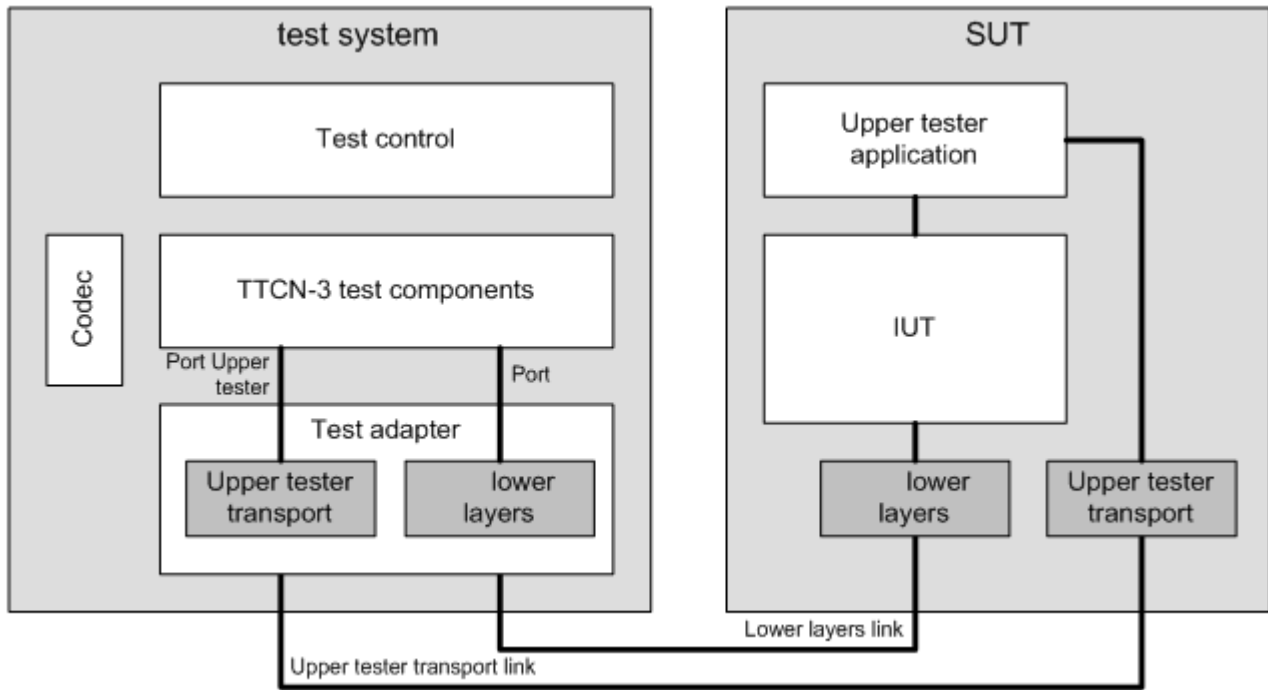 test system
Test control
Codec
TTCN-3 test components
Port Upper
tester
Port
Test adapter
Upper tester
transport
lower
layers
SUT
Upper tester
application
IUT
lower
layers
Upper tester
transport
Lower layers link
Upper tester transport link